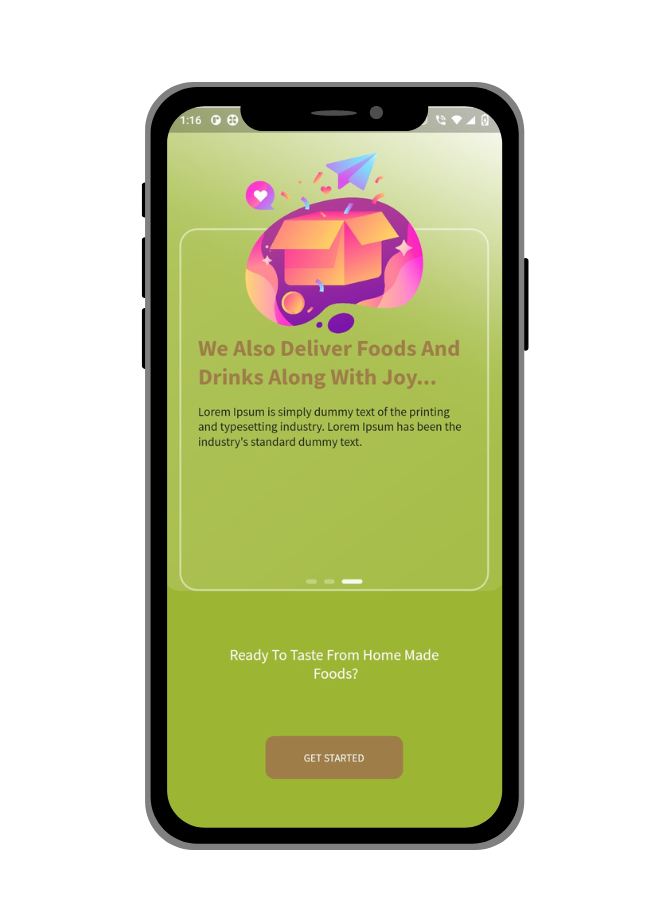 1:16
We Also Deliver Foods And
Drinks Along With Joy...
Lorem Ipsum is simply dummy text of the printing
and typesetting industry. Lorem Ipsum has been the
industry's standard dummy text.
Ready To Taste From Home Made
Foods?
GET STARTED